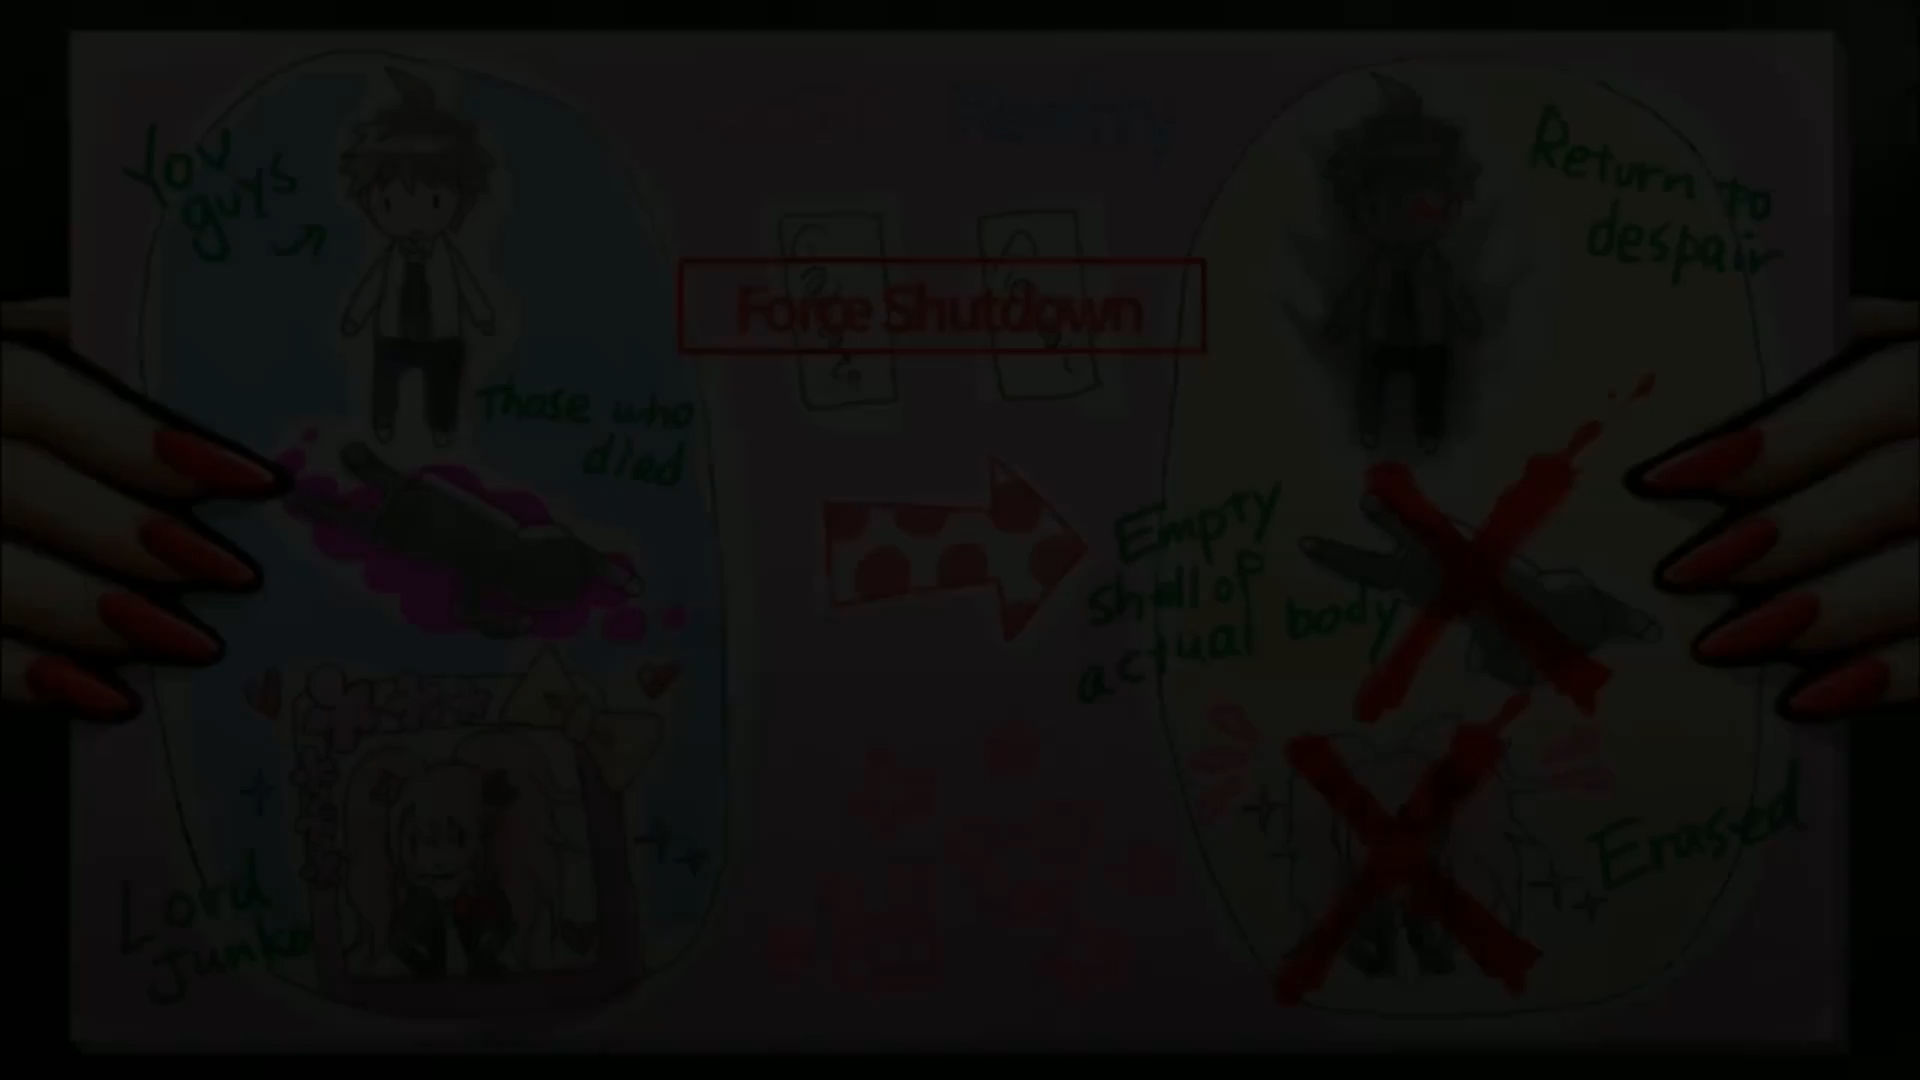 You
guys
Those who
died
Lord
Junko
Force Shutdown
Return to
despair
Empty
shell of
actual body
Erased